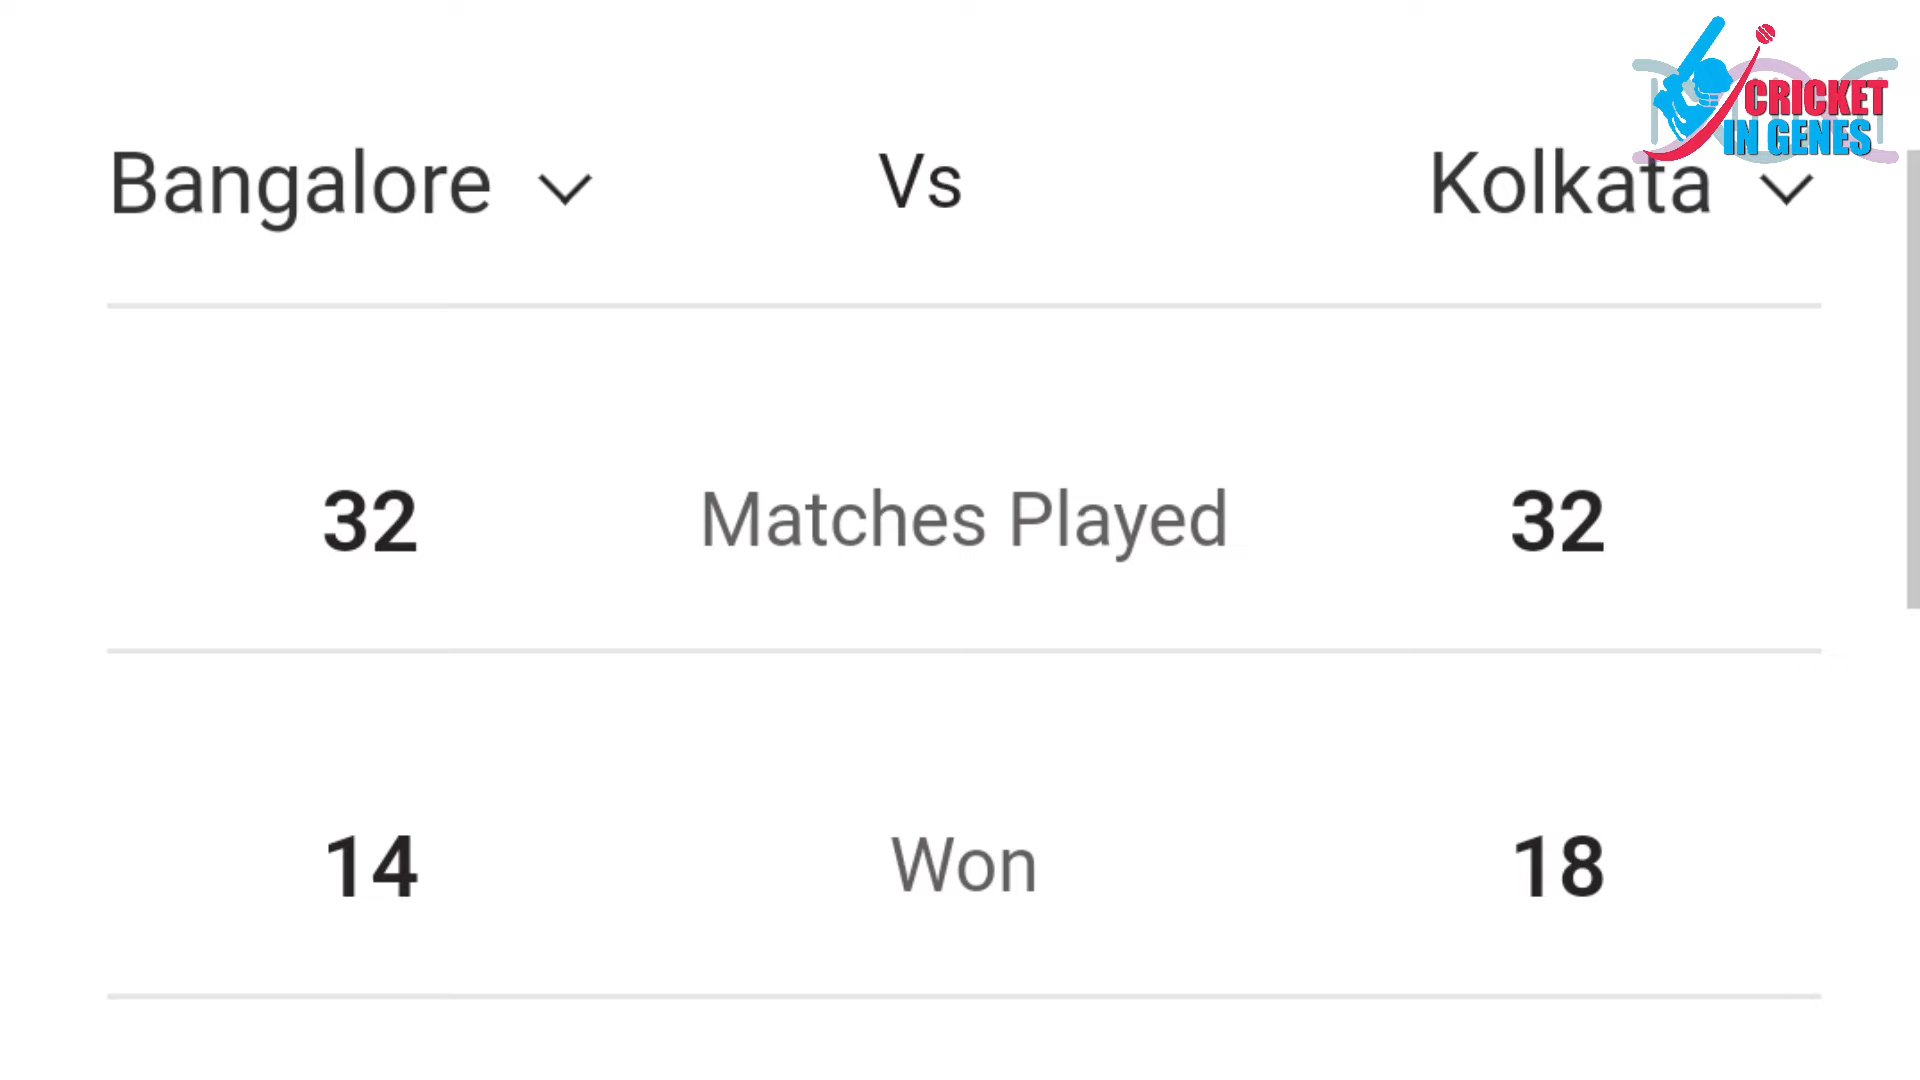 CRICKET
IN GENES
Bangalore Vs Kolkata
32 Matches Played 32
14 Won 18